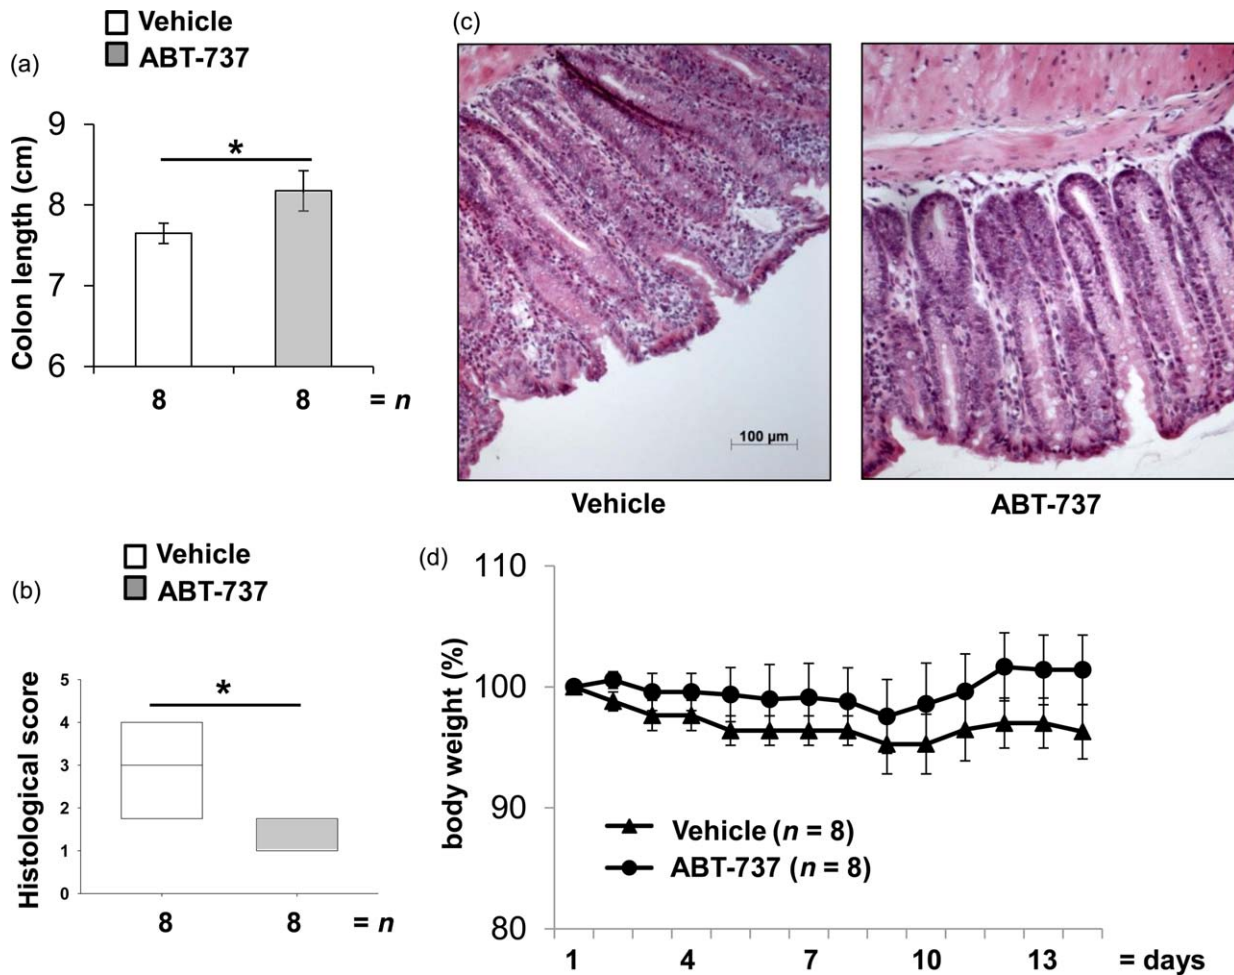 (a)
Vehicle
ABT-737
Colon length (cm)
9
8
7
6
*
8 8 = n
(b)
Vehicle
ABT-737
Histological score
5
4
3
2
1
0
*
8 8 = n
(c)
100 µm
Vehicle
ABT-737
(d)
body weight (%)
110
100
90
80
Vehicle (n = 8)
ABT-737 (n = 8)
1 4 7 10 13 = days